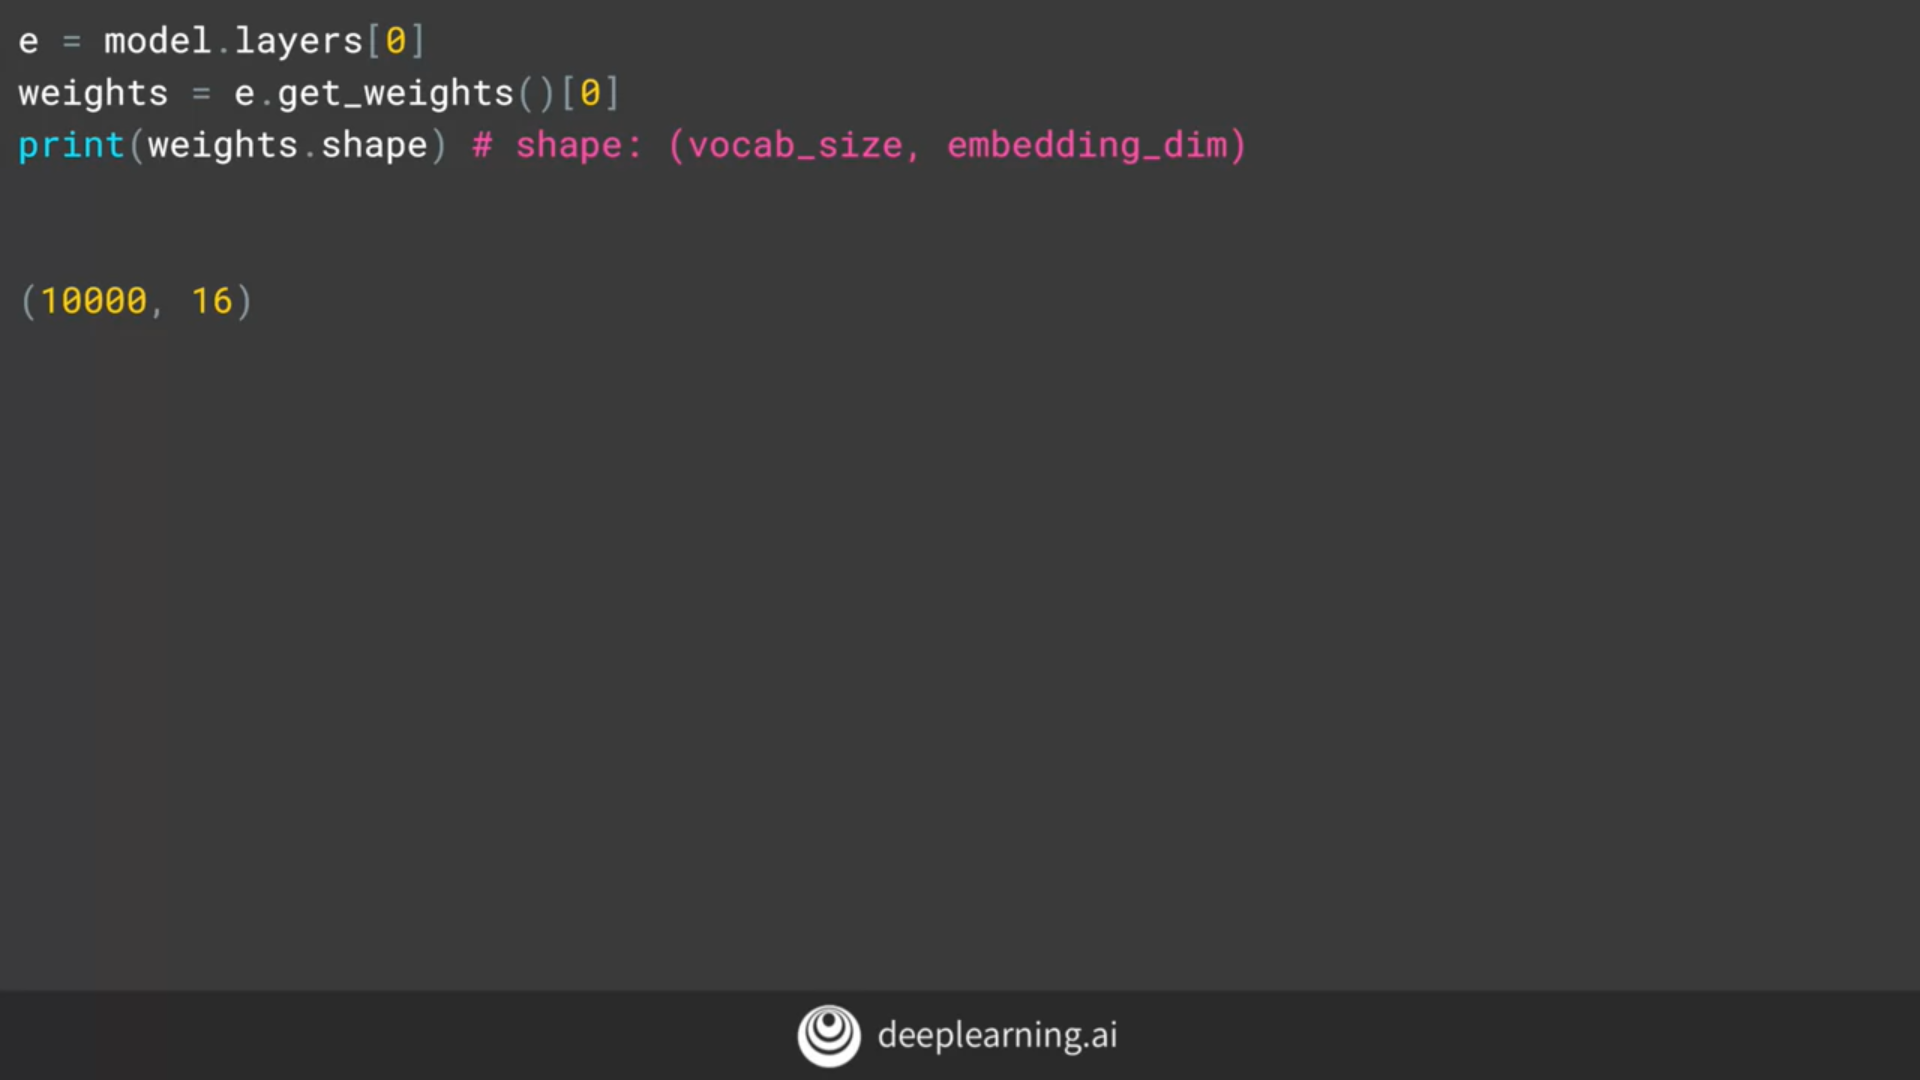 e = model.layers[0]
weights = e.get_weights()[0]
print(weights.shape) # shape: (vocab_size, embedding_dim)
(10000, 16)
deeplearning.ai